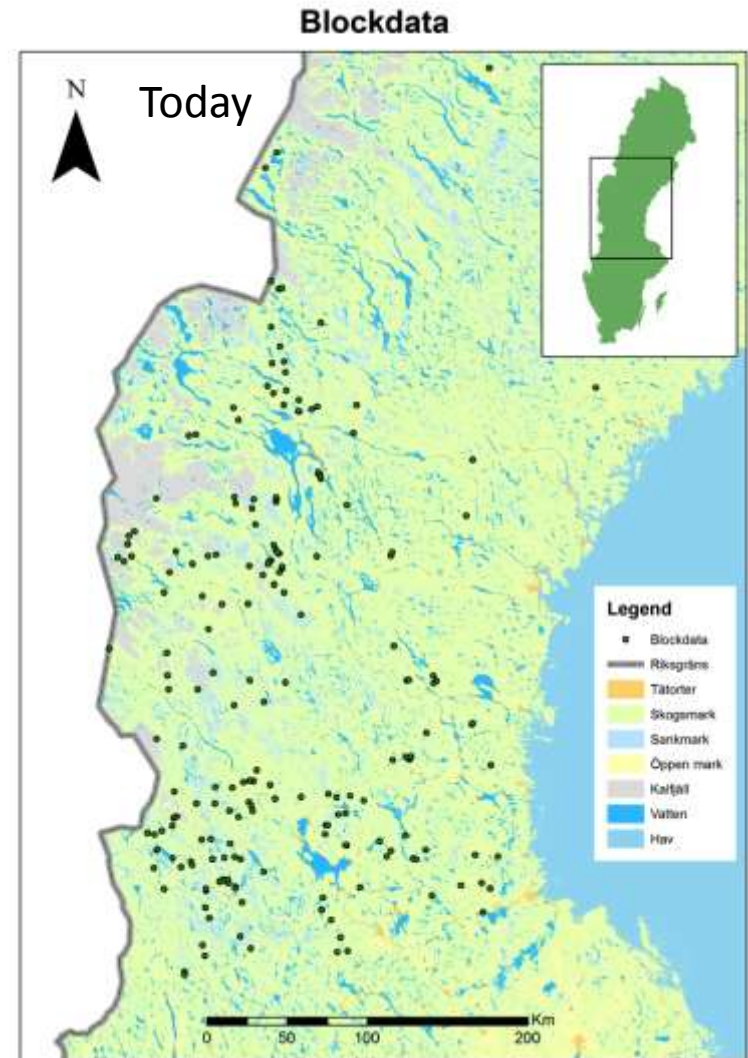 Blockdata
N
Today
Legend
Blockdata
Riksgräns
Tätorter
Skogsmark
Sankmark
Öppen mark
Kalfjäll
Vatten
Hav
Km
0 50 100 200